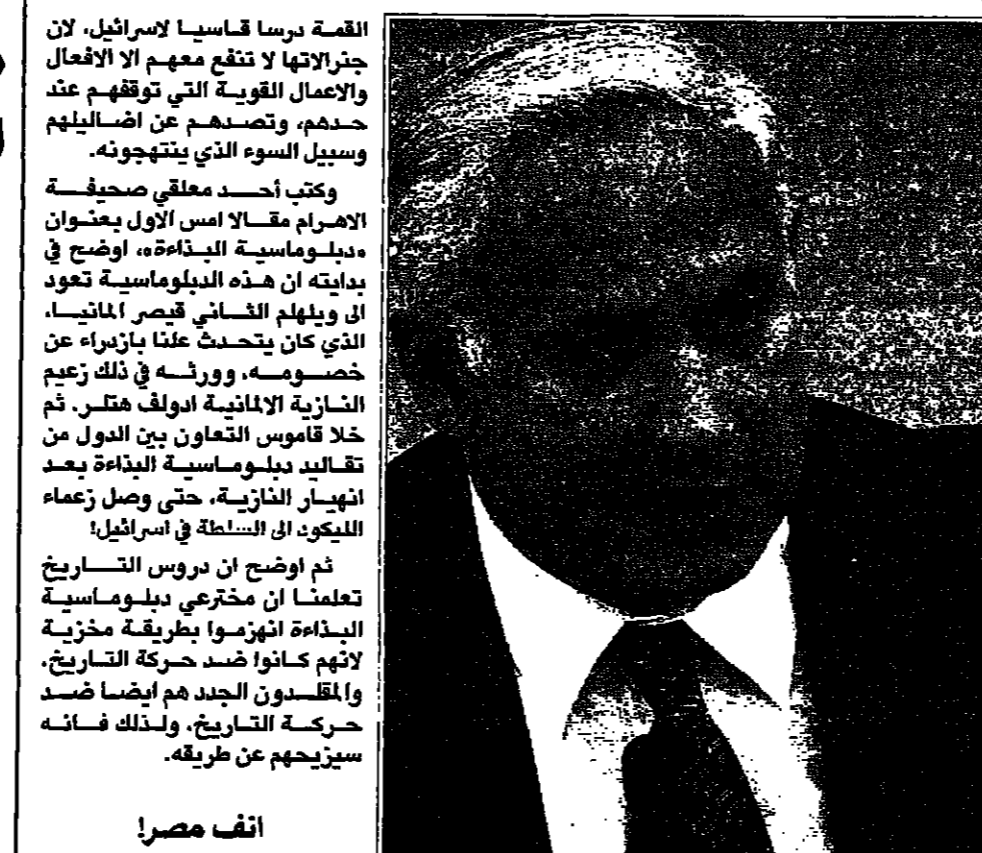 القمة درسا قاسيا لاسرائيل، لان
جنرالاتها لا تنفع معهم الا الافعال
والاعمال القوية التي توقفهم عند
حدهم، وتصدهم عن اضاليلهم
وسبيل السوء الذي ينتهجونه.
وكتب أحد معلقي صحيفة
الاهرام مقالا امس الاول بعنوان
«دبلوماسية البذاءة»، اوضح في
بدايته ان هذه الدبلوماسية تعود
الى ويلهلم الثاني قيصر المانيا،
الذي كان يتحدث علنا بازدراء عن
خصومه، وورثه في ذلك زعيم
النازية الالمانية ادولف هتلر. ثم
خلا قاموس التعاون بين الدول من
تقاليد دبلوماسية البذاءة بعد
انهيار النازية، حتى وصل زعماء
الليكود الى السلطة في اسرائيل!
ثم اوضح ان دروس التاريخ
تعلمنا ان مخترعي دبلوماسية
البذاءة انهزموا بطريقة مخزية
لانهم كانوا ضد حركة التاريخ.
والمقلدون الجدد هم ايضا ضد
حركة التاريخ. ولذلك فانه
سيزيحهم عن طريقه.
انف مصر!